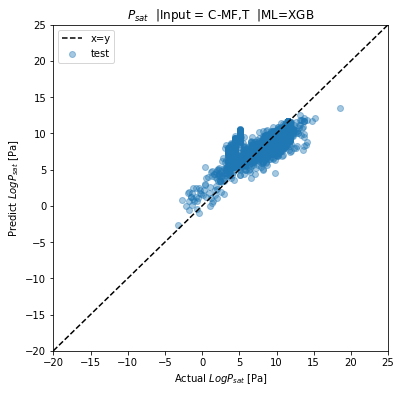 P_sat |Input = C-MF,T |ML=XGB
x=y
test
Predict LogP_sat [Pa]
25
20
15
10
5
0
−5
−10
−15
−20
−20 −15 −10 −5 0 5 10 15 20 25
Actual LogP_sat [Pa]